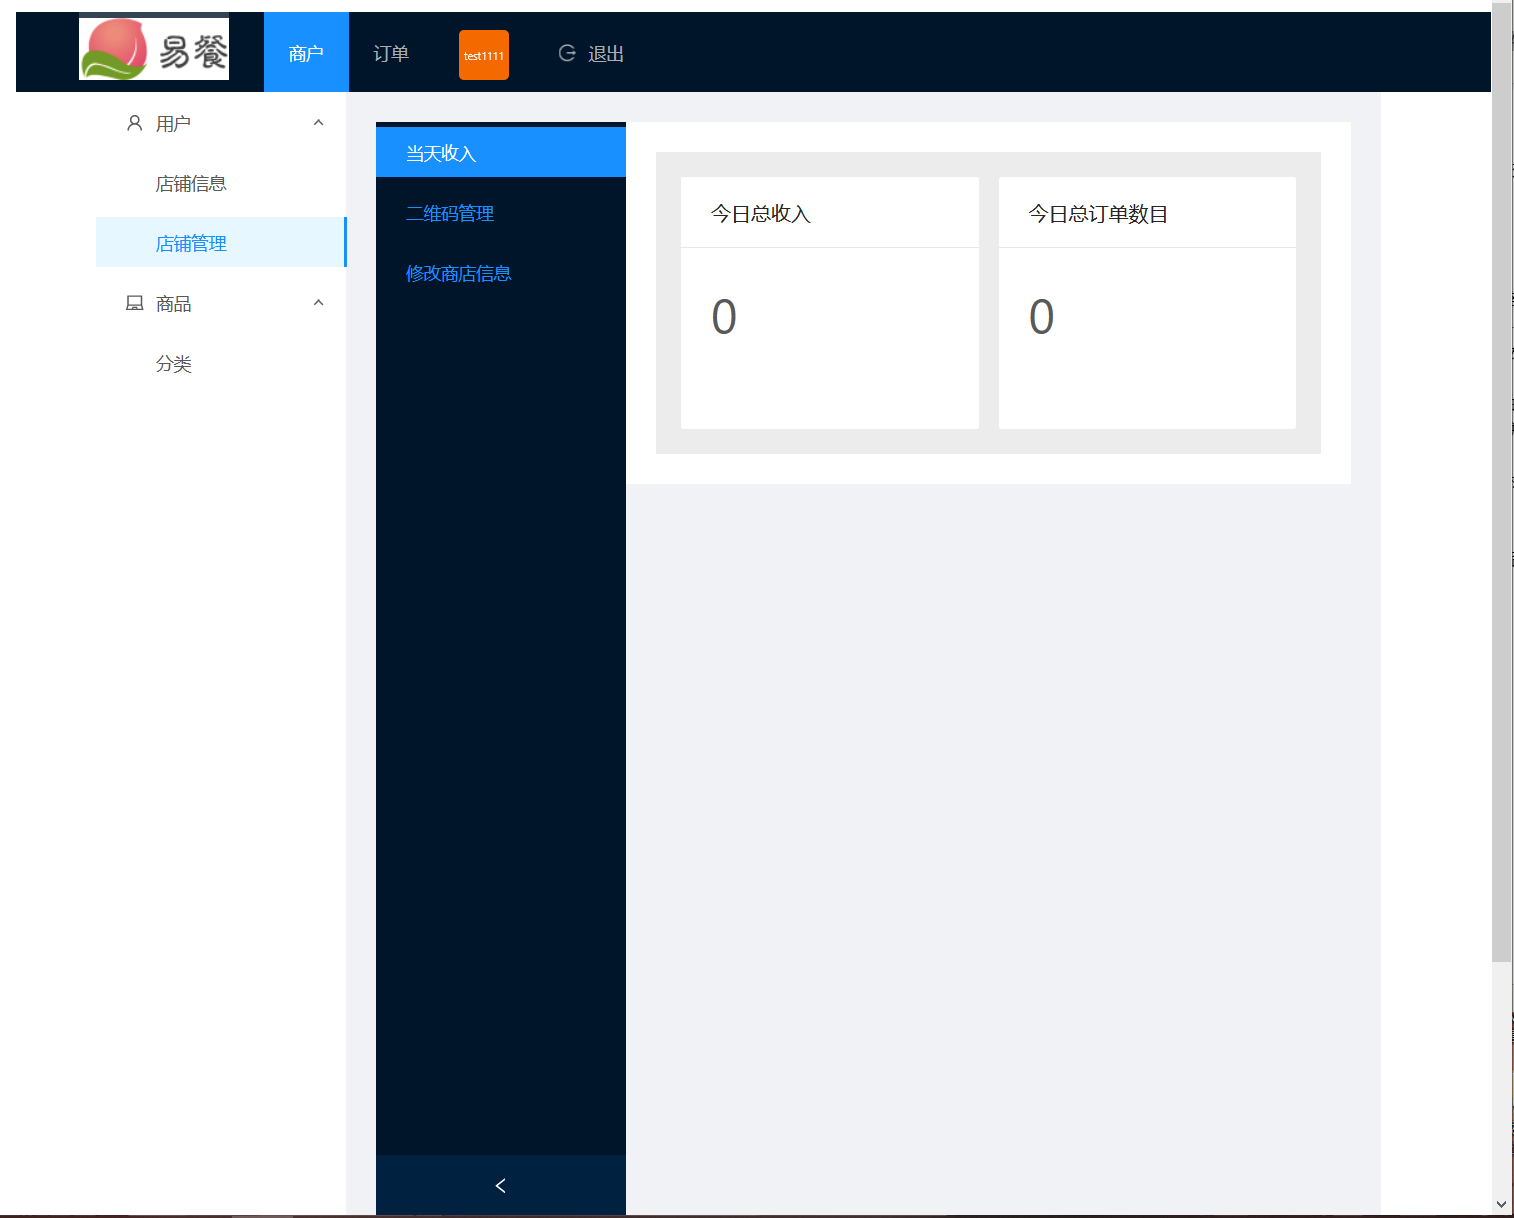 易餐
商户
订单
test1111
退出
用户
店铺信息
店铺管理
商品
分类
当天收入
二维码管理
修改商店信息
今日总收入
0
今日总订单数目
0